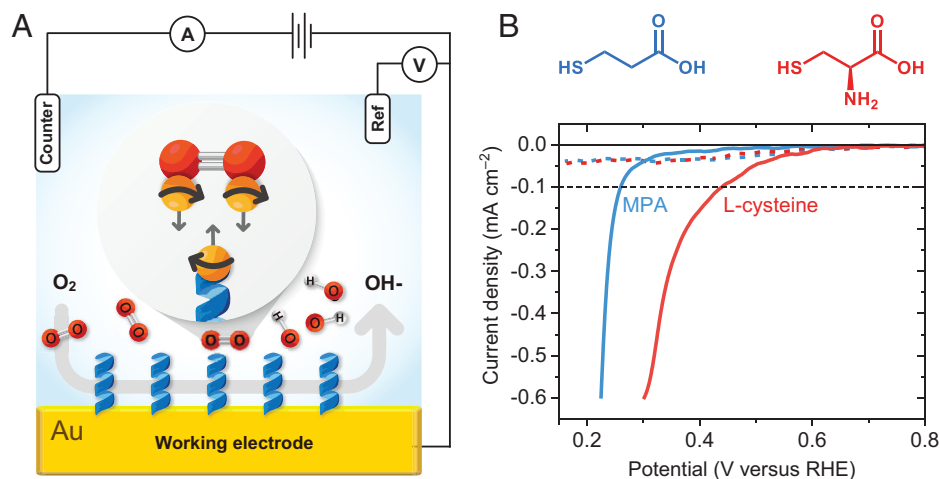 A
A
V
Counter
Ref
O₂
OH-
H
O
O
O
O
O
H
O
H
O
O
O
Au
Working electrode
B
O
HS
OH
O
HS
OH
NH₂
0.0
-0.1
-0.2
-0.3
-0.4
-0.5
-0.6
Current density (mA cm⁻²)
MPA
L-cysteine
0.2
0.4
0.6
0.8
Potential (V versus RHE)